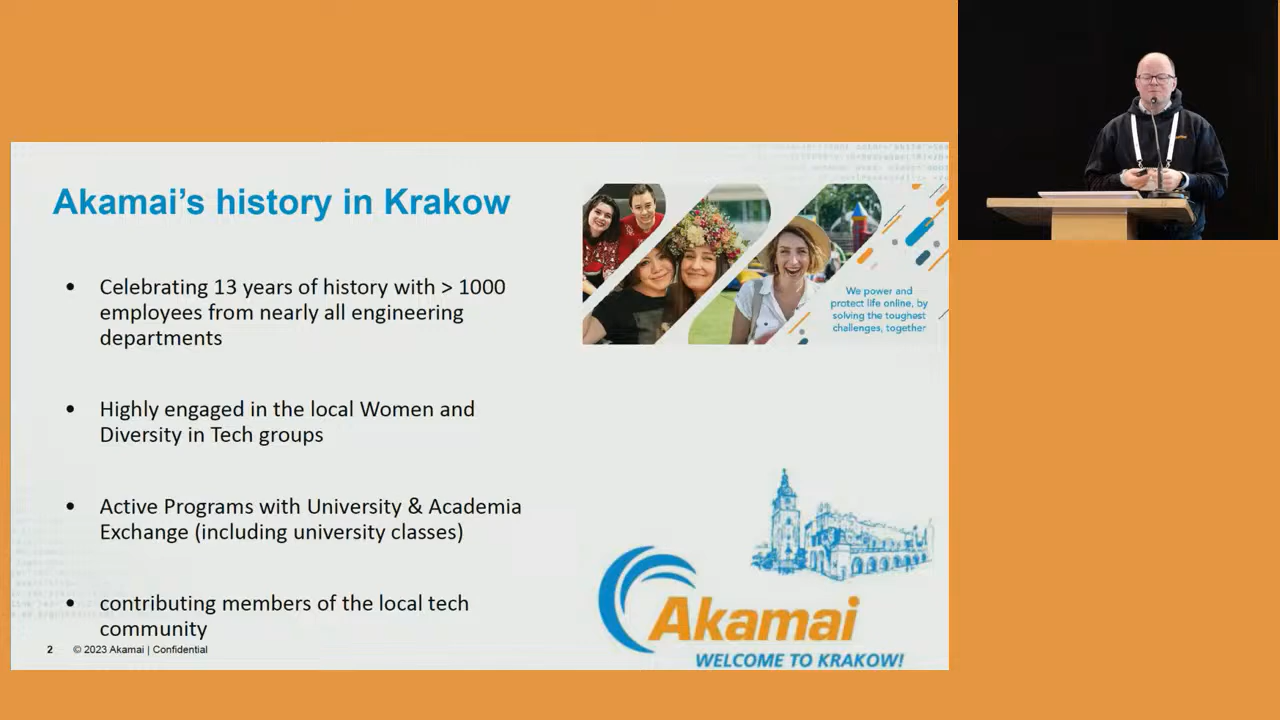 Akamai's history in Krakow
• Celebrating 13 years of history with > 1000
employees from nearly all engineering
departments
• Highly engaged in the local Women and
Diversity in Tech groups
• Active Programs with University & Academia
Exchange (including university classes)
• contributing members of the local tech
community
2 © 2023 Akamai | Confidential
We power and
protect life online, by
solving the toughest
challenges, together
Akamai
WELCOME TO KRAKOW!